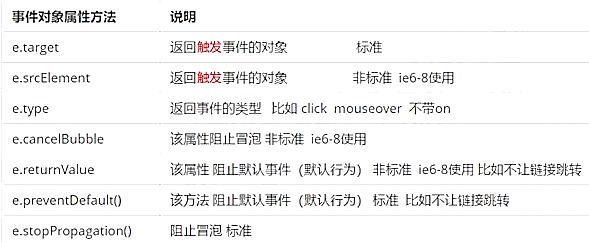 事件对象属性方法 说明
e.target 返回触发事件的对象 标准
e.srcElement 返回触发事件的对象 非标准 ie6-8使用
e.type 返回事件的类型 比如 click mouseover 不带on
e.cancelBubble 该属性阻止冒泡 非标准 ie6-8使用
e.returnValue 该属性 阻止默认事件（默认行为） 非标准 ie6-8使用 比如不让链接跳转
e.preventDefault() 该方法 阻止默认事件（默认行为） 标准 比如不让链接跳转
e.stopPropagation() 阻止冒泡 标准